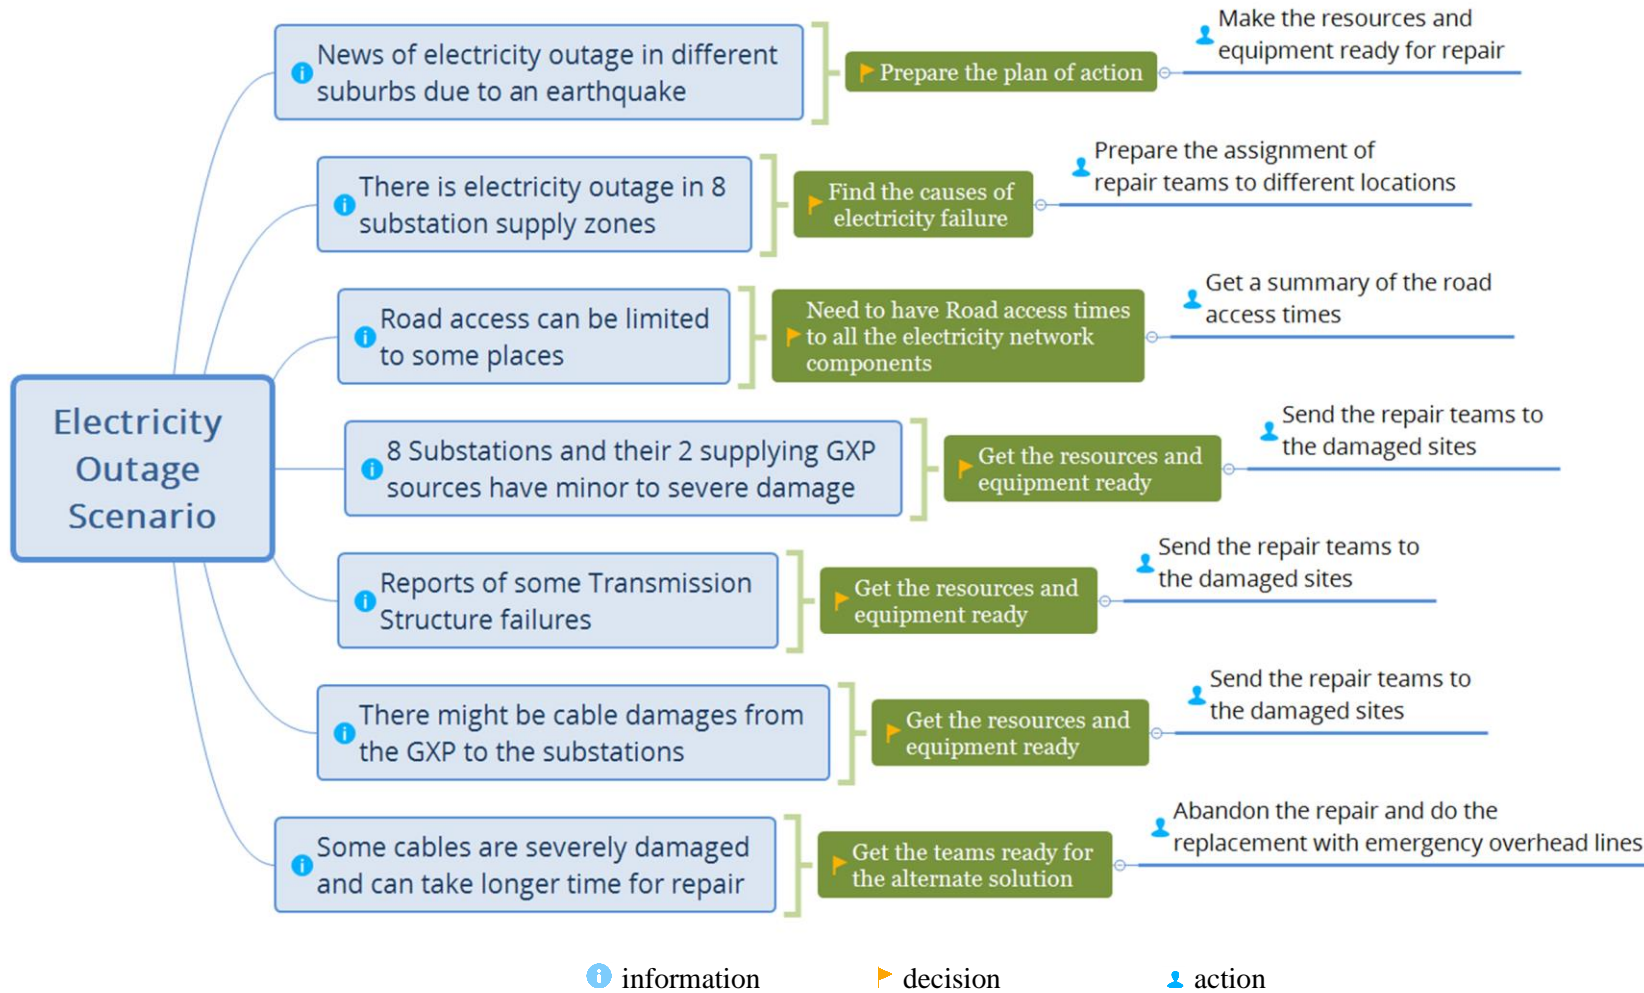 Electricity
Outage
Scenario
News of electricity outage in different
suburbs due to an earthquake
Prepare the plan of action
Make the resources and
equipment ready for repair
There is electricity outage in 8
substation supply zones
Find the causes of
electricity failure
Prepare the assignment of
repair teams to different locations
Road access can be limited
to some places
Need to have Road access times
to all the electricity network
components
Get a summary of the road
access times
8 Substations and their 2 supplying GXP
sources have minor to severe damage
Get the resources and
equipment ready
Send the repair teams to
the damaged sites
Reports of some Transmission
Structure failures
Get the resources and
equipment ready
Send the repair teams to
the damaged sites
There might be cable damages from
the GXP to the substations
Get the resources and
equipment ready
Send the repair teams to
the damaged sites
Some cables are severely damaged
and can take longer time for repair
Get the teams ready for
the alternate solution
Abandon the repair and do the
replacement with emergency overhead lines
information
decision
action